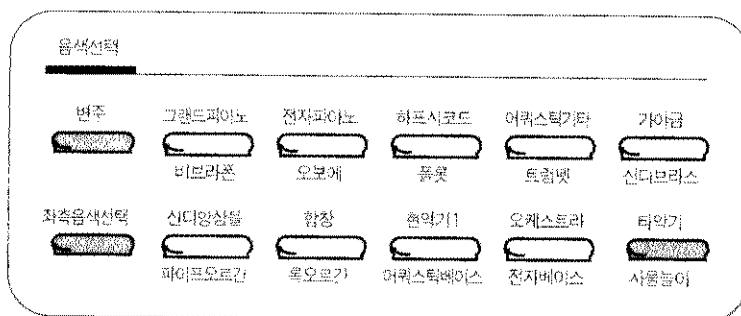 음색선택
변주 그랜드피아노 전자피아노 하프시코드 어쿠스틱기타 가야금
비브라폰 오보에 플룻 트럼펫 신디브라스
좌측음색선택 신디앙상블 합창 현악기1 오케스트라 타악기
파이프오르간 록오르간 어쿠스틱베이스 전자베이스 사물놀이